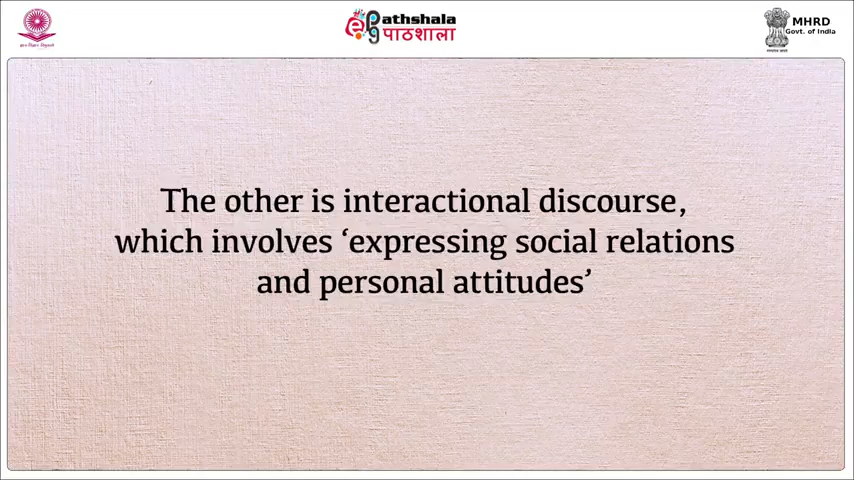 ज्ञान-विज्ञान विमुक्तये
ePathshala
पाठशाला
MHRD
Govt. of India
The other is interactional discourse,
which involves ‘expressing social relations
and personal attitudes’